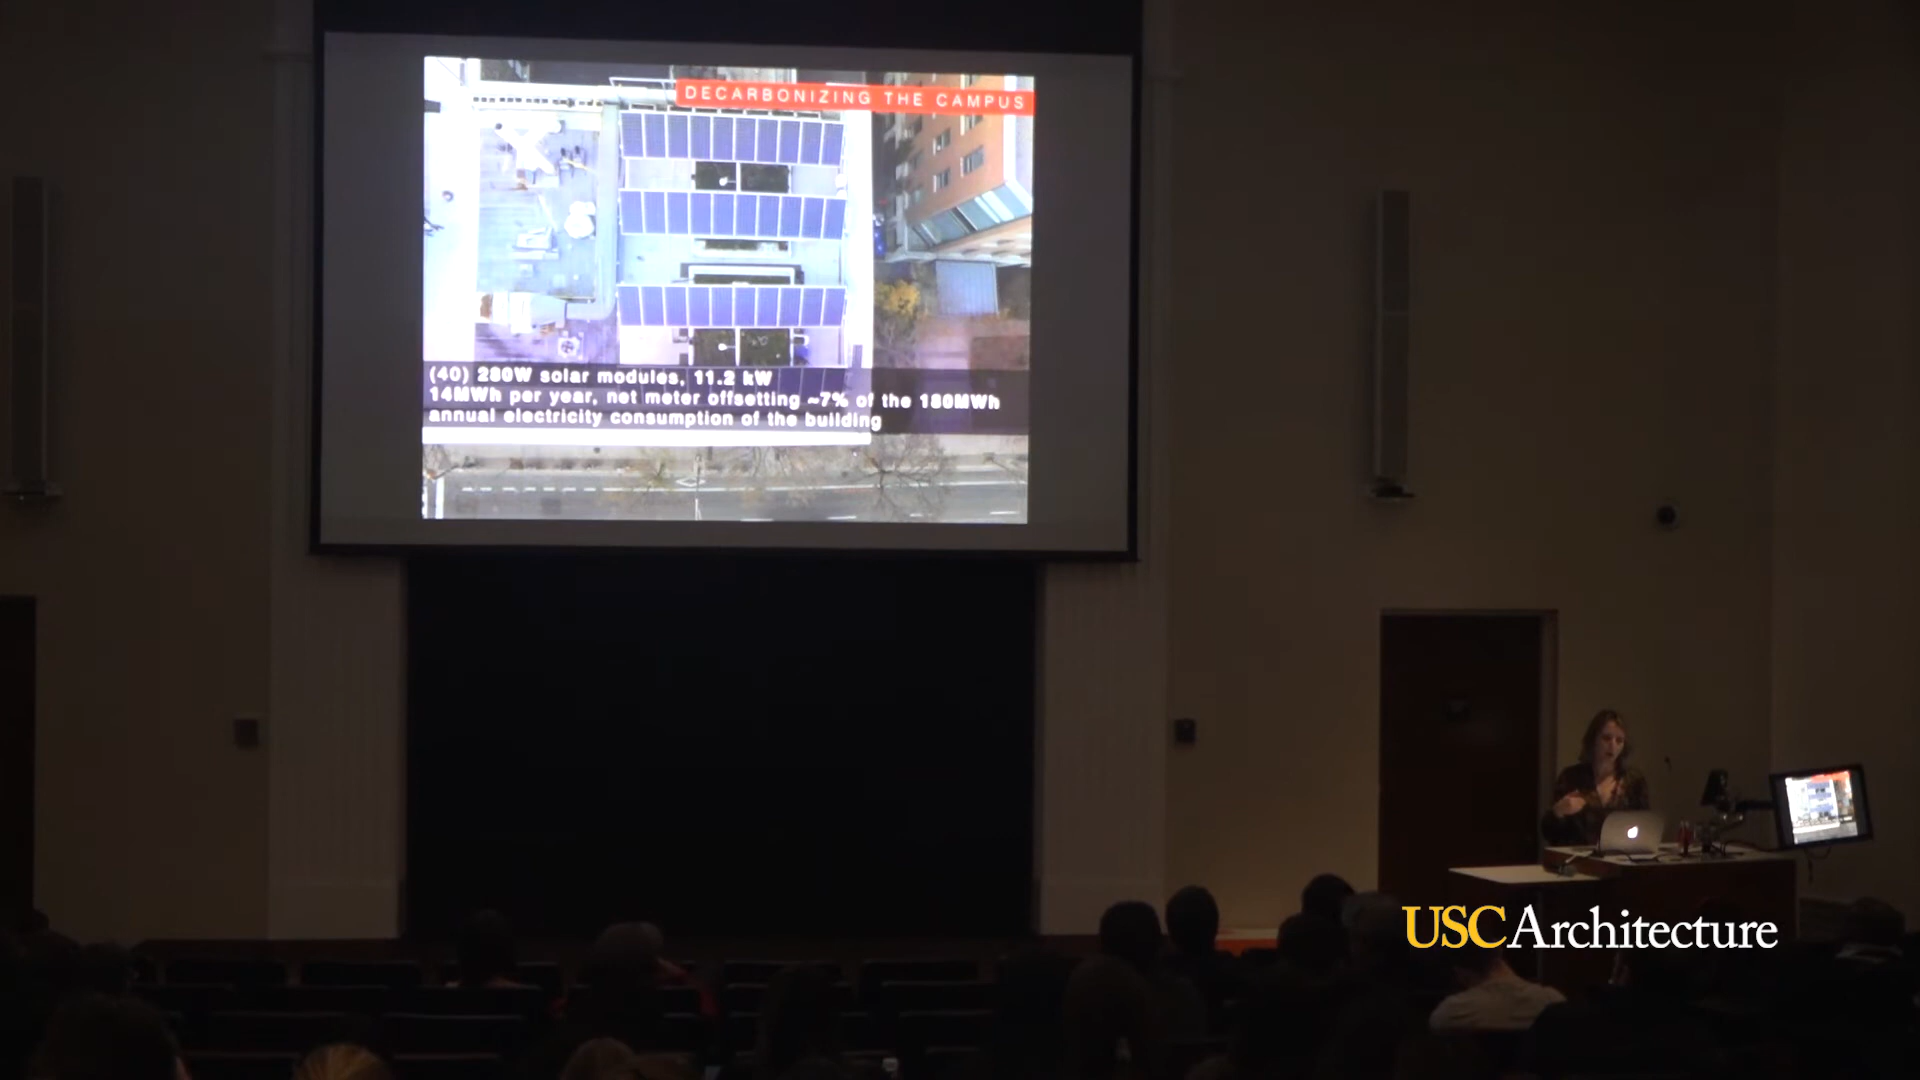 DECARBONIZING THE CAMPUS
(40) 280W solar modules, 11.2 kW
14MWh per year, net meter offsetting ~7% of the 180MWh
annual electricity consumption of the building
USCArchitecture